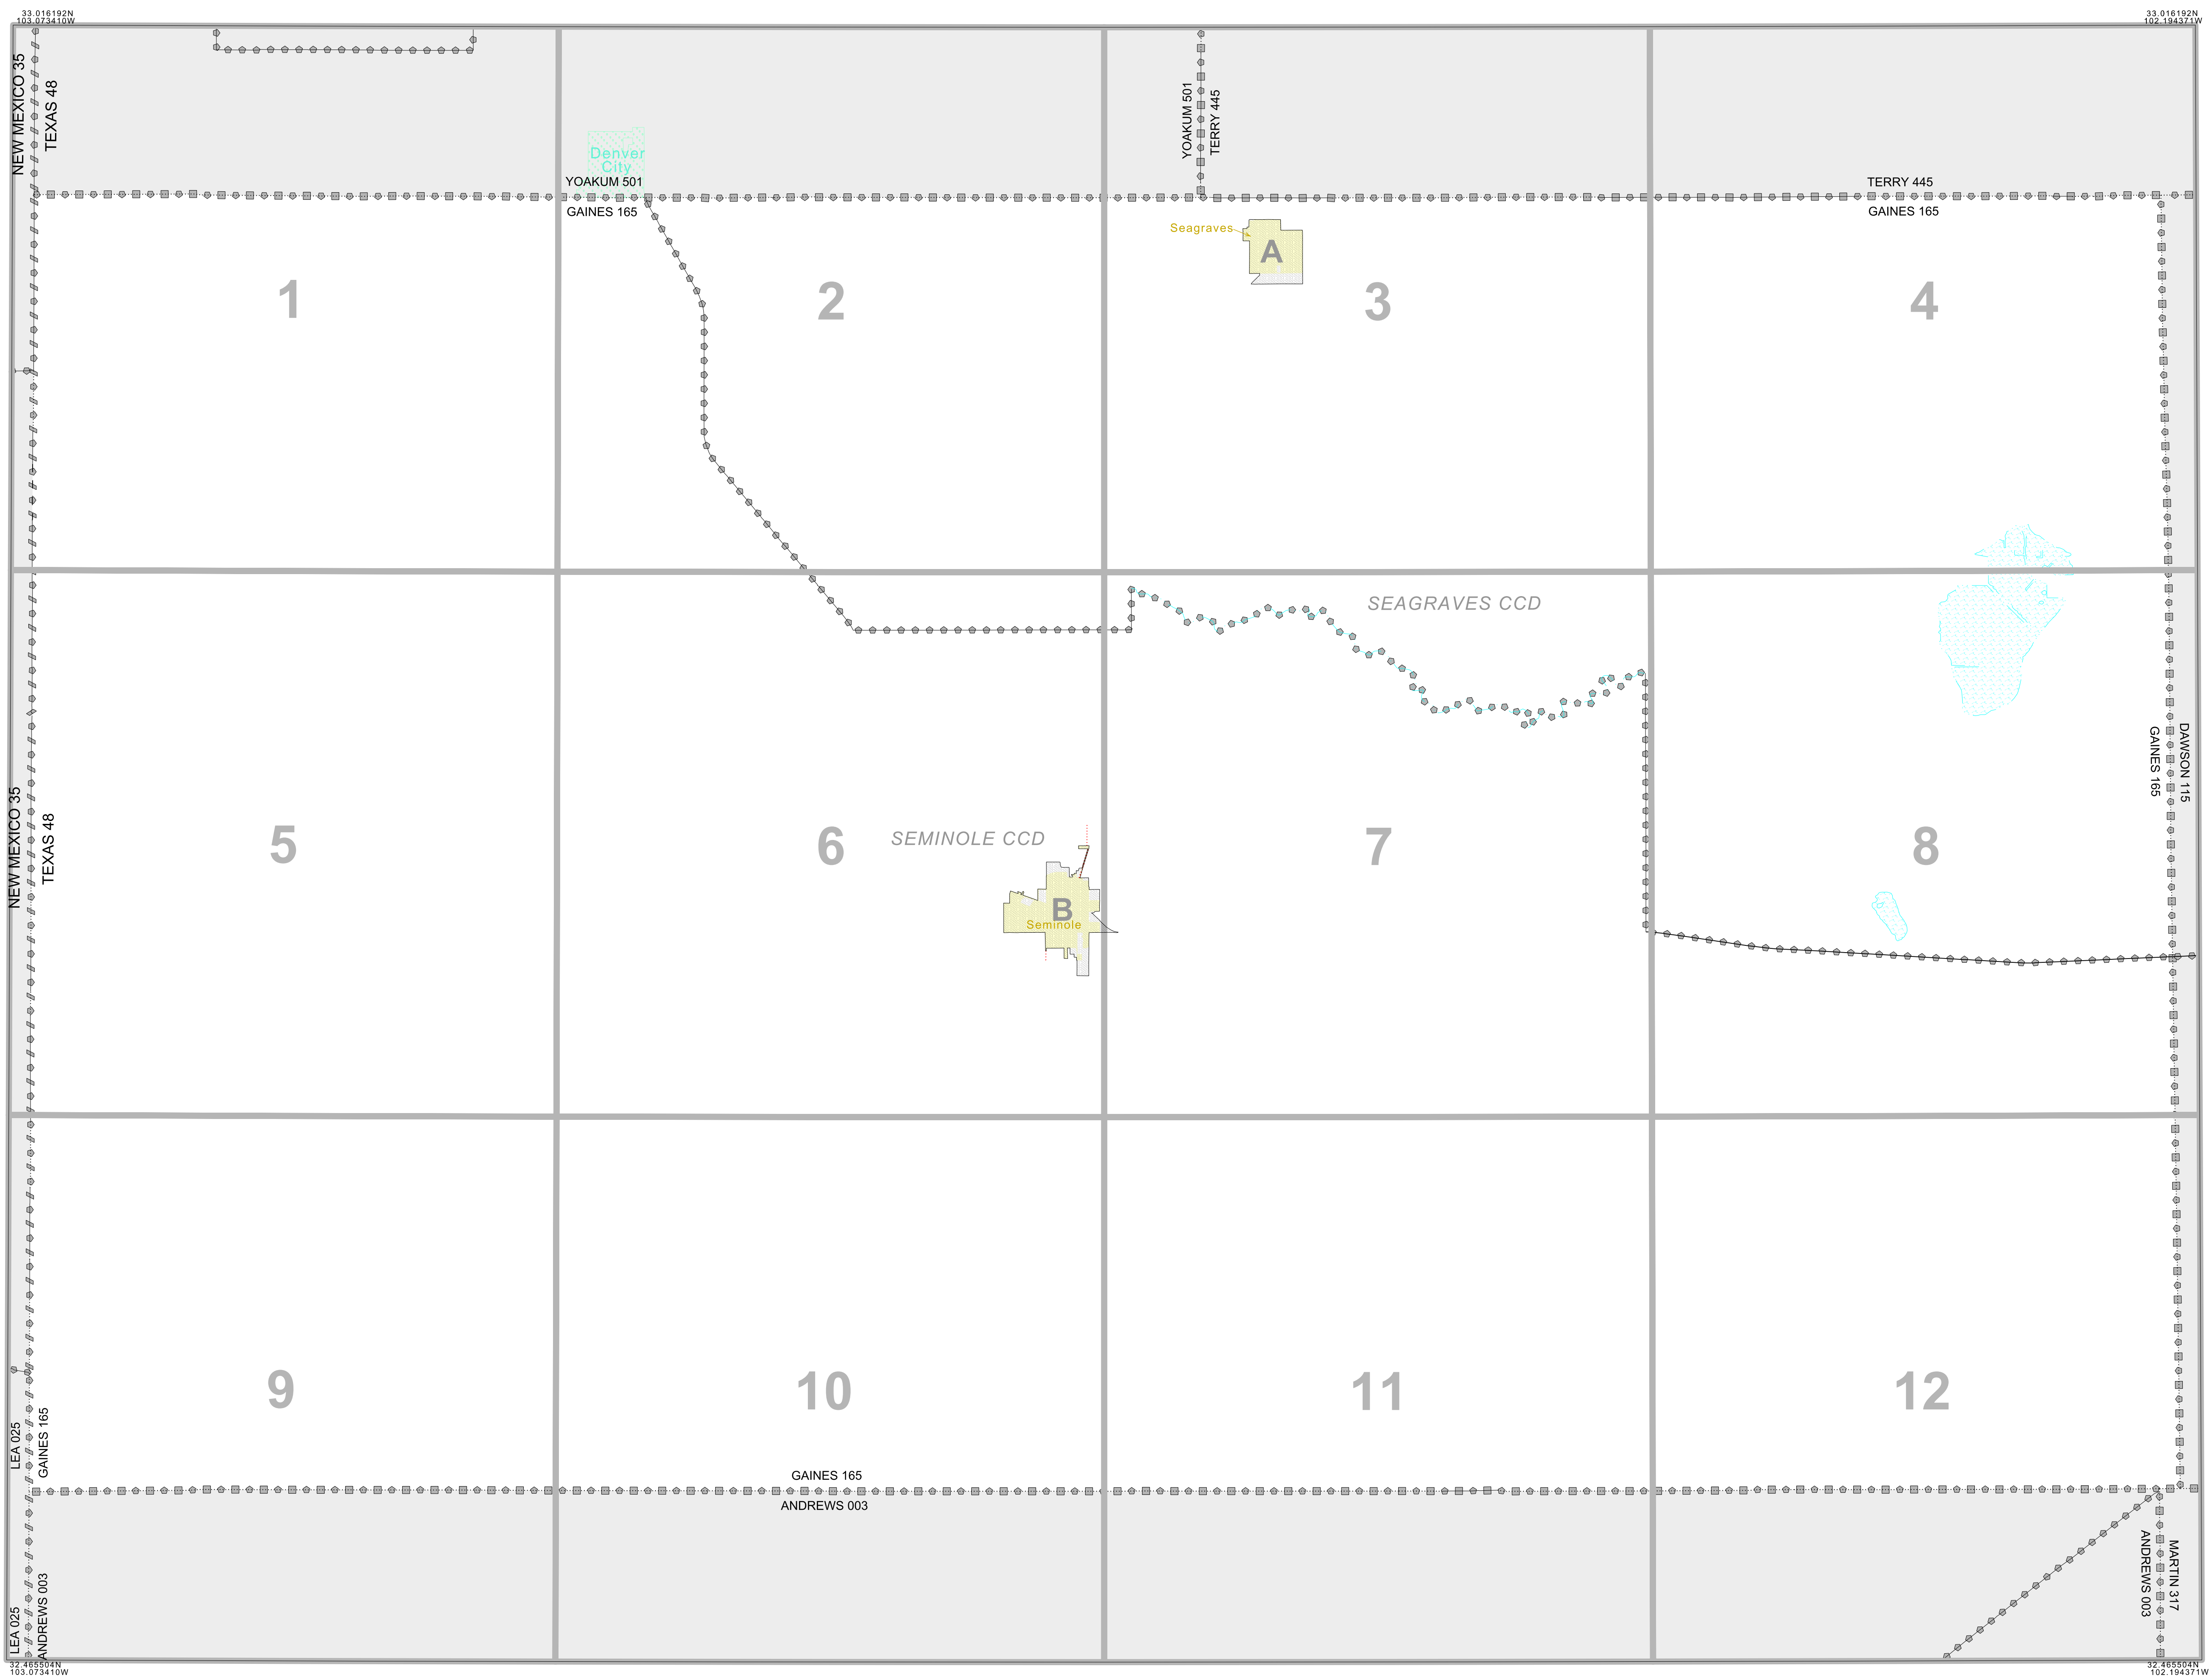 33.016192N
103.073410W
33.016192N
102.194371W
NEW MEXICO 35
TEXAS 48
YOAKUM 501
TERRY 445
Denver
City
YOAKUM 501
GAINES 165
TERRY 445
GAINES 165
Seagraves
A
1
2
3
4
SEAGRAVES CCD
GAINES 165
DAWSON 115
NEW MEXICO 35
TEXAS 48
5
6
SEMINOLE CCD
7
8
B
Seminole
9
10
11
12
LEA 025
GAINES 165
GAINES 165
ANDREWS 003
LEA 025
ANDREWS 003
ANDREWS 003
MARTIN 317
32.465504N
103.073410W
32.465504N
102.194371W